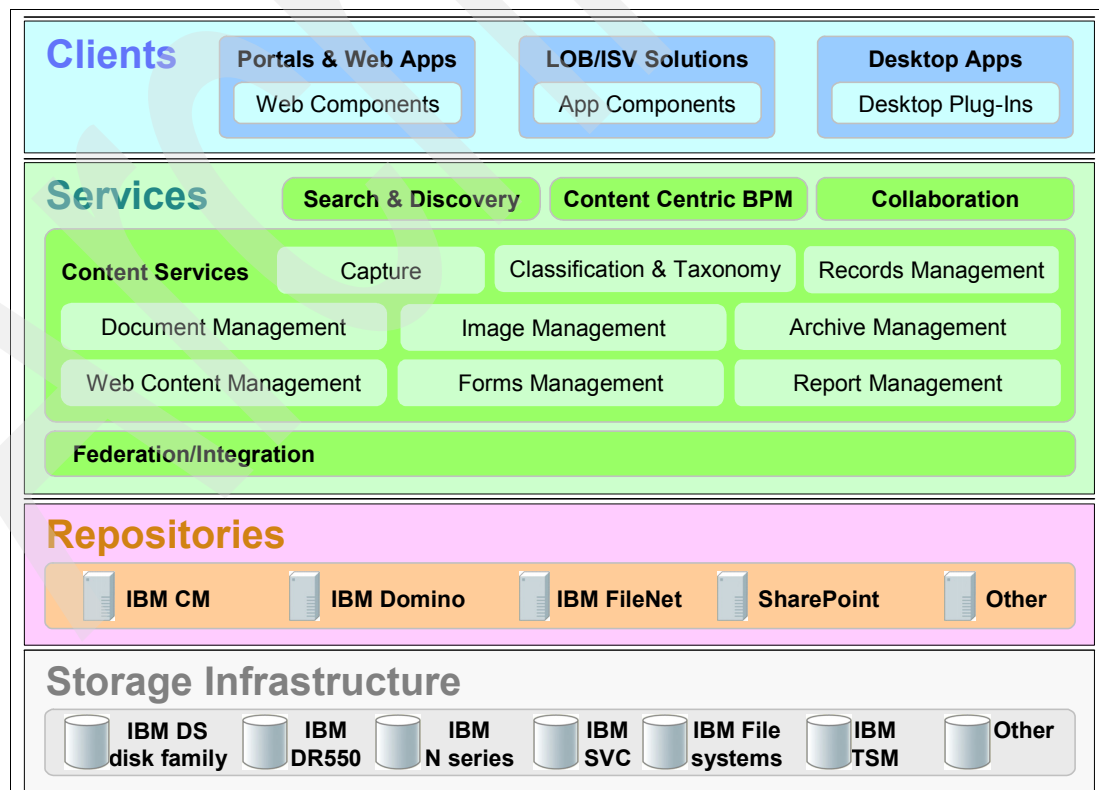 Clients
Portals & Web Apps
Web Components
LOB/ISV Solutions
App Components
Desktop Apps
Desktop Plug-Ins
Services
Search & Discovery
Content Centric BPM
Collaboration
Content Services
Capture
Classification & Taxonomy
Records Management
Document Management
Image Management
Archive Management
Web Content Management
Forms Management
Report Management
Federation/Integration
Repositories
IBM CM
IBM Domino
IBM FileNet
SharePoint
Other
Storage Infrastructure
IBM DS
disk family
IBM
DR550
IBM
N series
IBM
SVC
IBM File
systems
IBM
TSM
Other